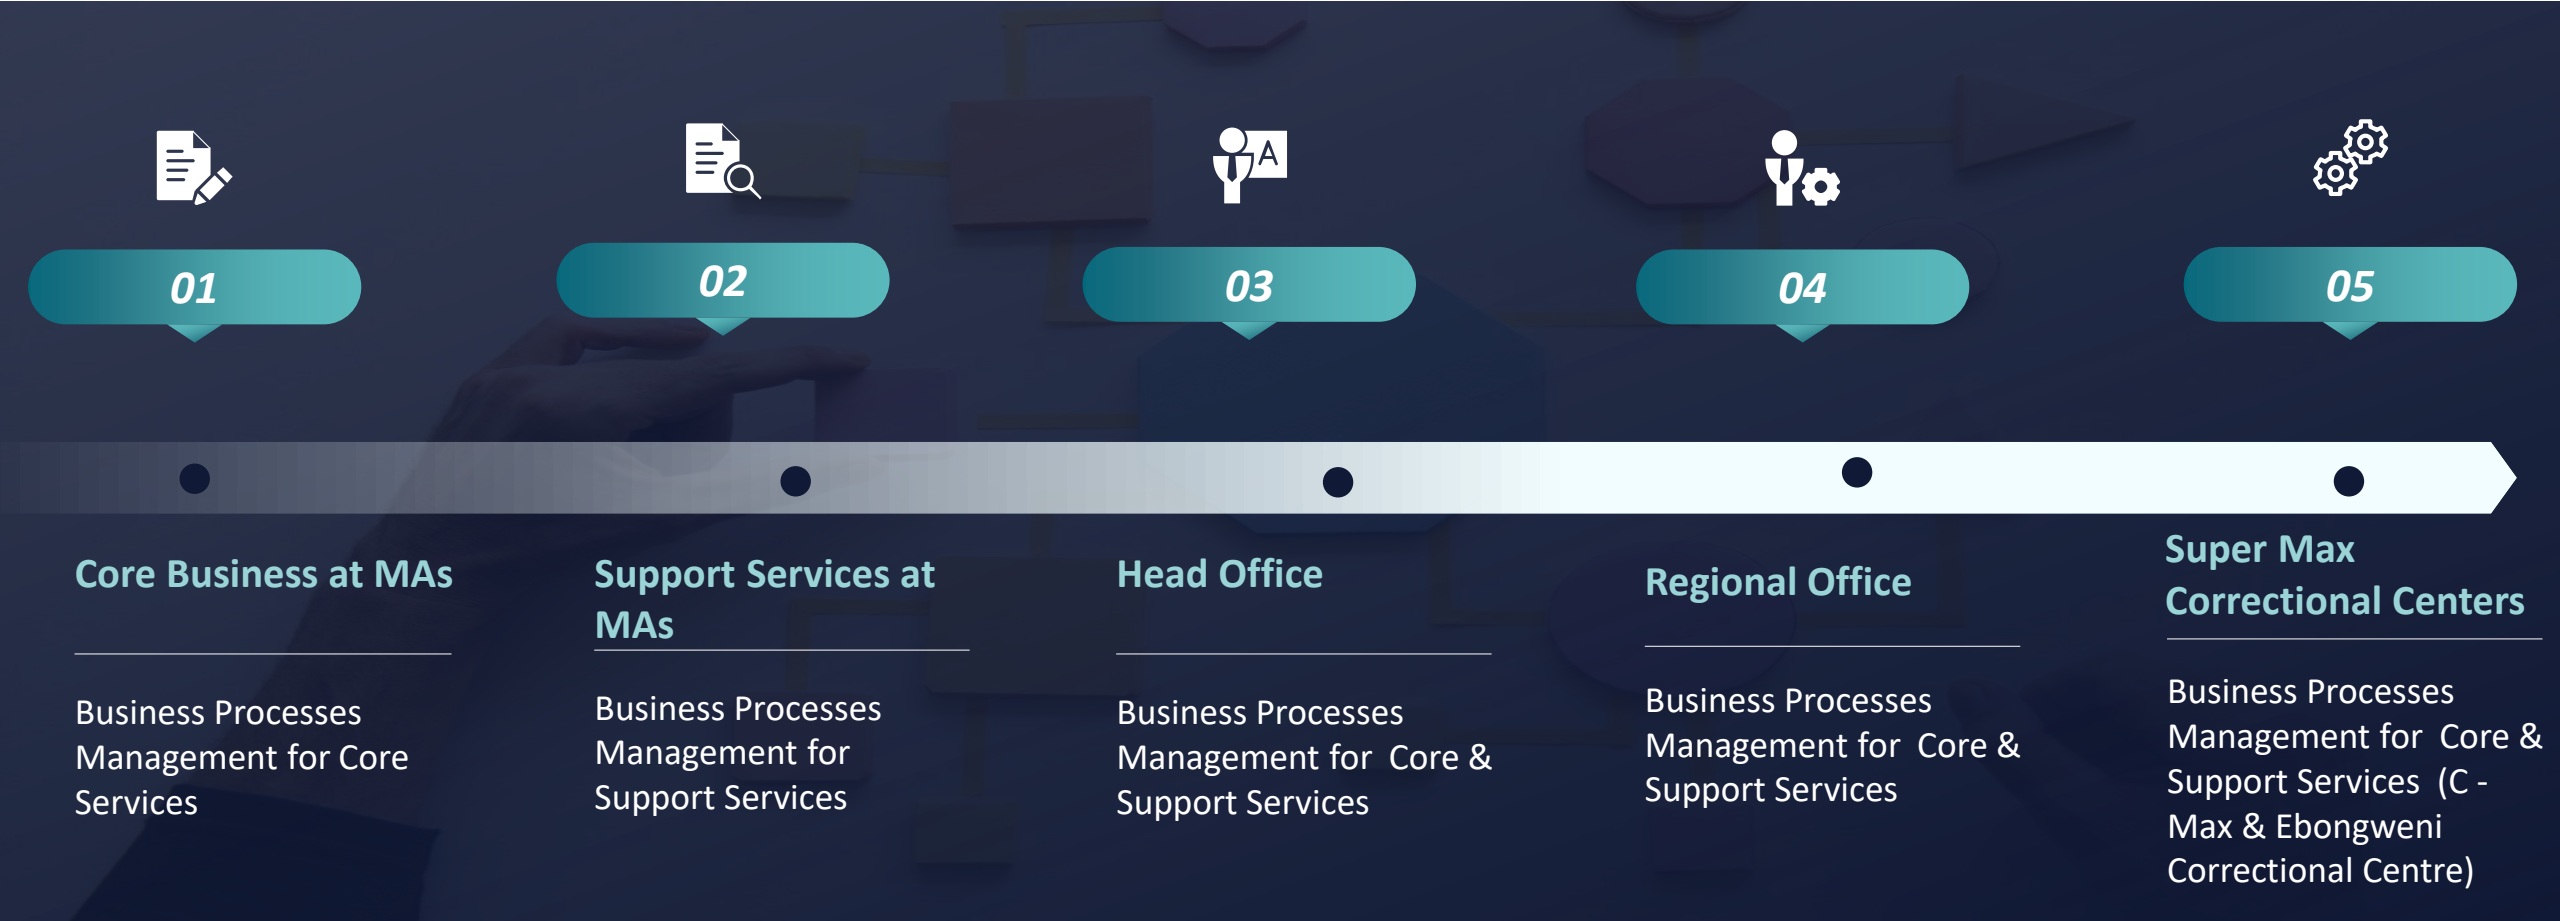 01
Core Business at MAs
Business Processes
Management for Core
Services
02
Support Services at
MAs
Business Processes
Management for
Support Services
03
A
Head Office
Business Processes
Management for  Core &
Support Services
04
Regional Office
Business Processes
Management for  Core &
Support Services
05
Super Max
Correctional Centers
Business Processes
Management for  Core &
Support Services  (C -
Max & Ebongweni
Correctional Centre)